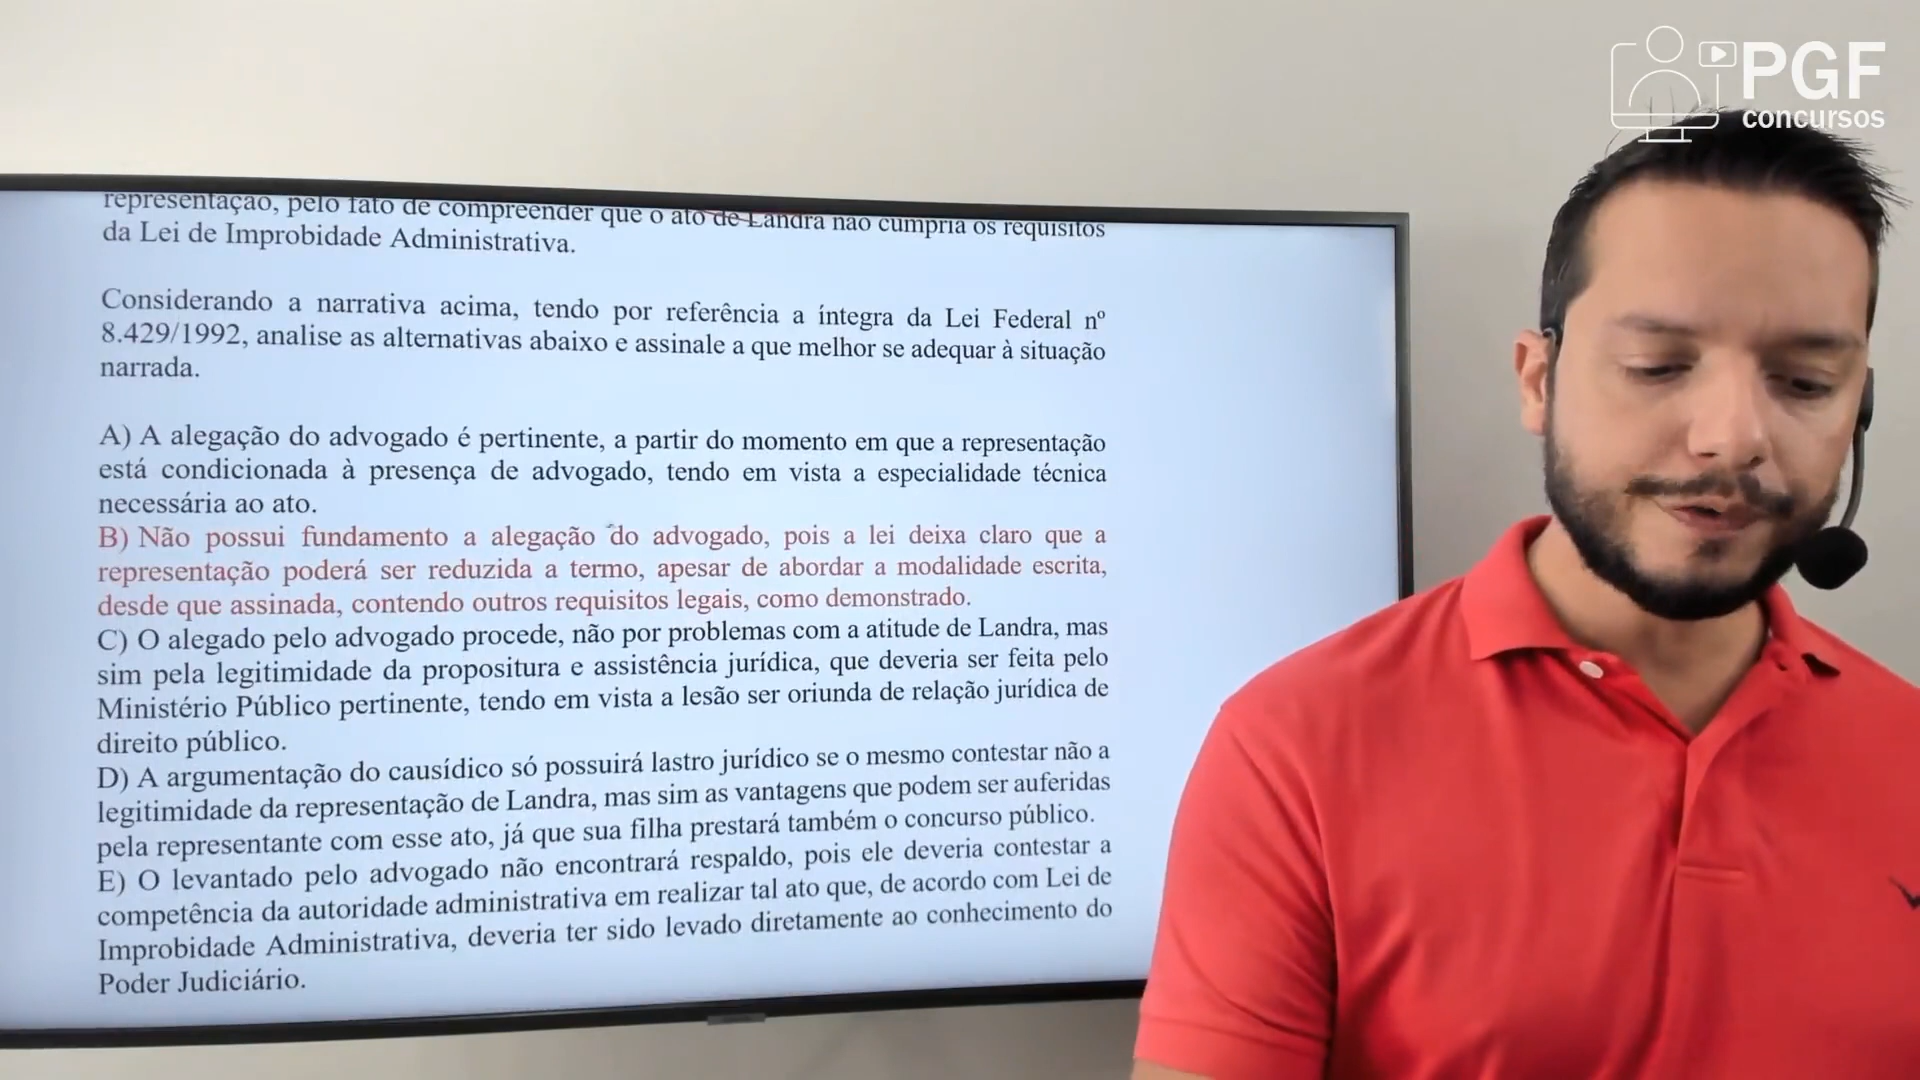 PGF
concursos
representação, pelo fato de compreender que o ato de Landra não cumpria os requisitos
da Lei de Improbidade Administrativa.
Considerando a narrativa acima, tendo por referência a íntegra da Lei Federal nº
8.429/1992, analise as alternativas abaixo e assinale a que melhor se adequar à situação
narrada.
A) A alegação do advogado é pertinente, a partir do momento em que a representação
está condicionada à presença de advogado, tendo em vista a especialidade técnica
necessária ao ato.
B) Não possui fundamento a alegação do advogado, pois a lei deixa claro que a
representação poderá ser reduzida a termo, apesar de abordar a modalidade escrita,
desde que assinada, contendo outros requisitos legais, como demonstrado.
C) O alegado pelo advogado procede, não por problemas com a atitude de Landra, mas
sim pela legitimidade da propositura e assistência jurídica, que deveria ser feita pelo
Ministério Público pertinente, tendo em vista a lesão ser oriunda de relação jurídica de
direito público.
D) A argumentação do causídico só possuirá lastro jurídico se o mesmo contestar não a
legitimidade da representação de Landra, mas sim as vantagens que podem ser auferidas
pela representante com esse ato, já que sua filha prestará também o concurso público.
E) O levantado pelo advogado não encontrará respaldo, pois ele deveria contestar a
competência da autoridade administrativa em realizar tal ato que, de acordo com Lei de
Improbidade Administrativa, deveria ter sido levado diretamente ao conhecimento do
Poder Judiciário.